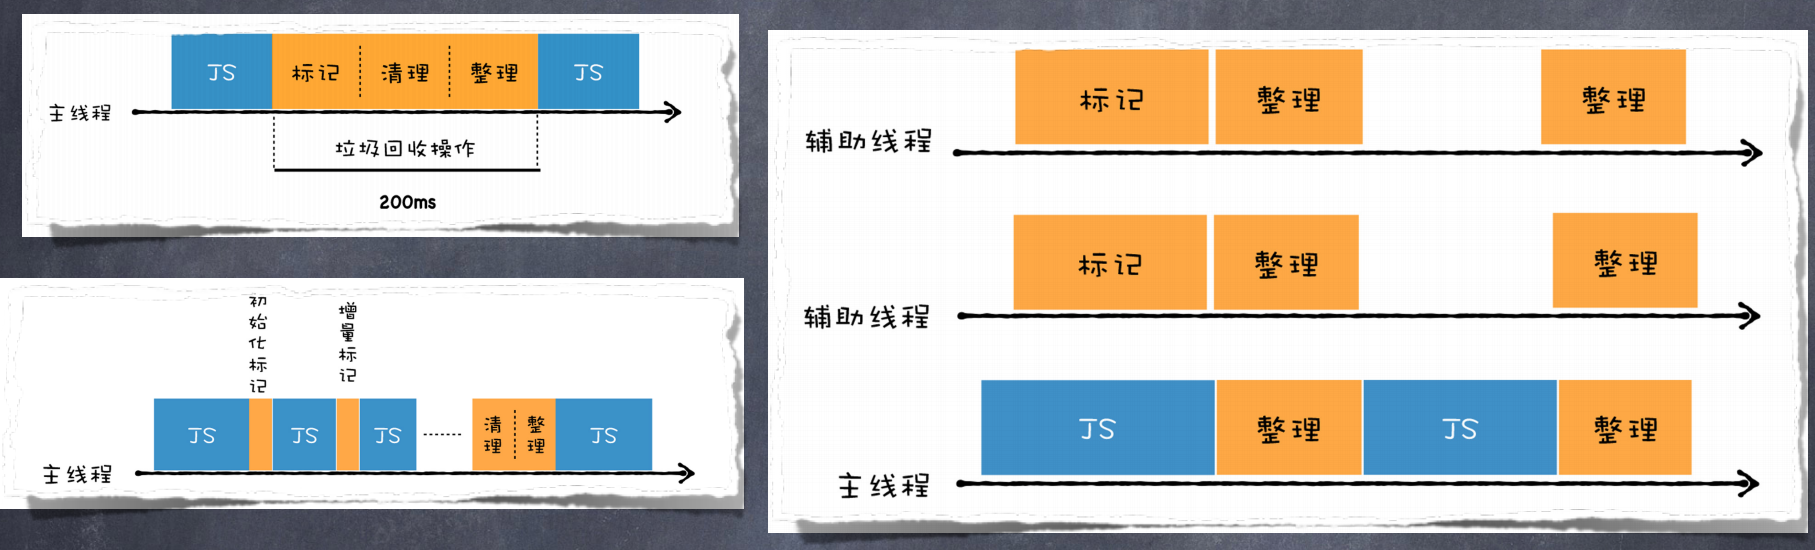 JS 标记 清理 整理 JS
主线程
垃圾回收操作
200ms
初始化标记
增量标记
JS JS JS 清理 整理 JS
主线程
标记 整理 整理
辅助线程
标记 整理 整理
辅助线程
JS 整理 JS 整理
主线程